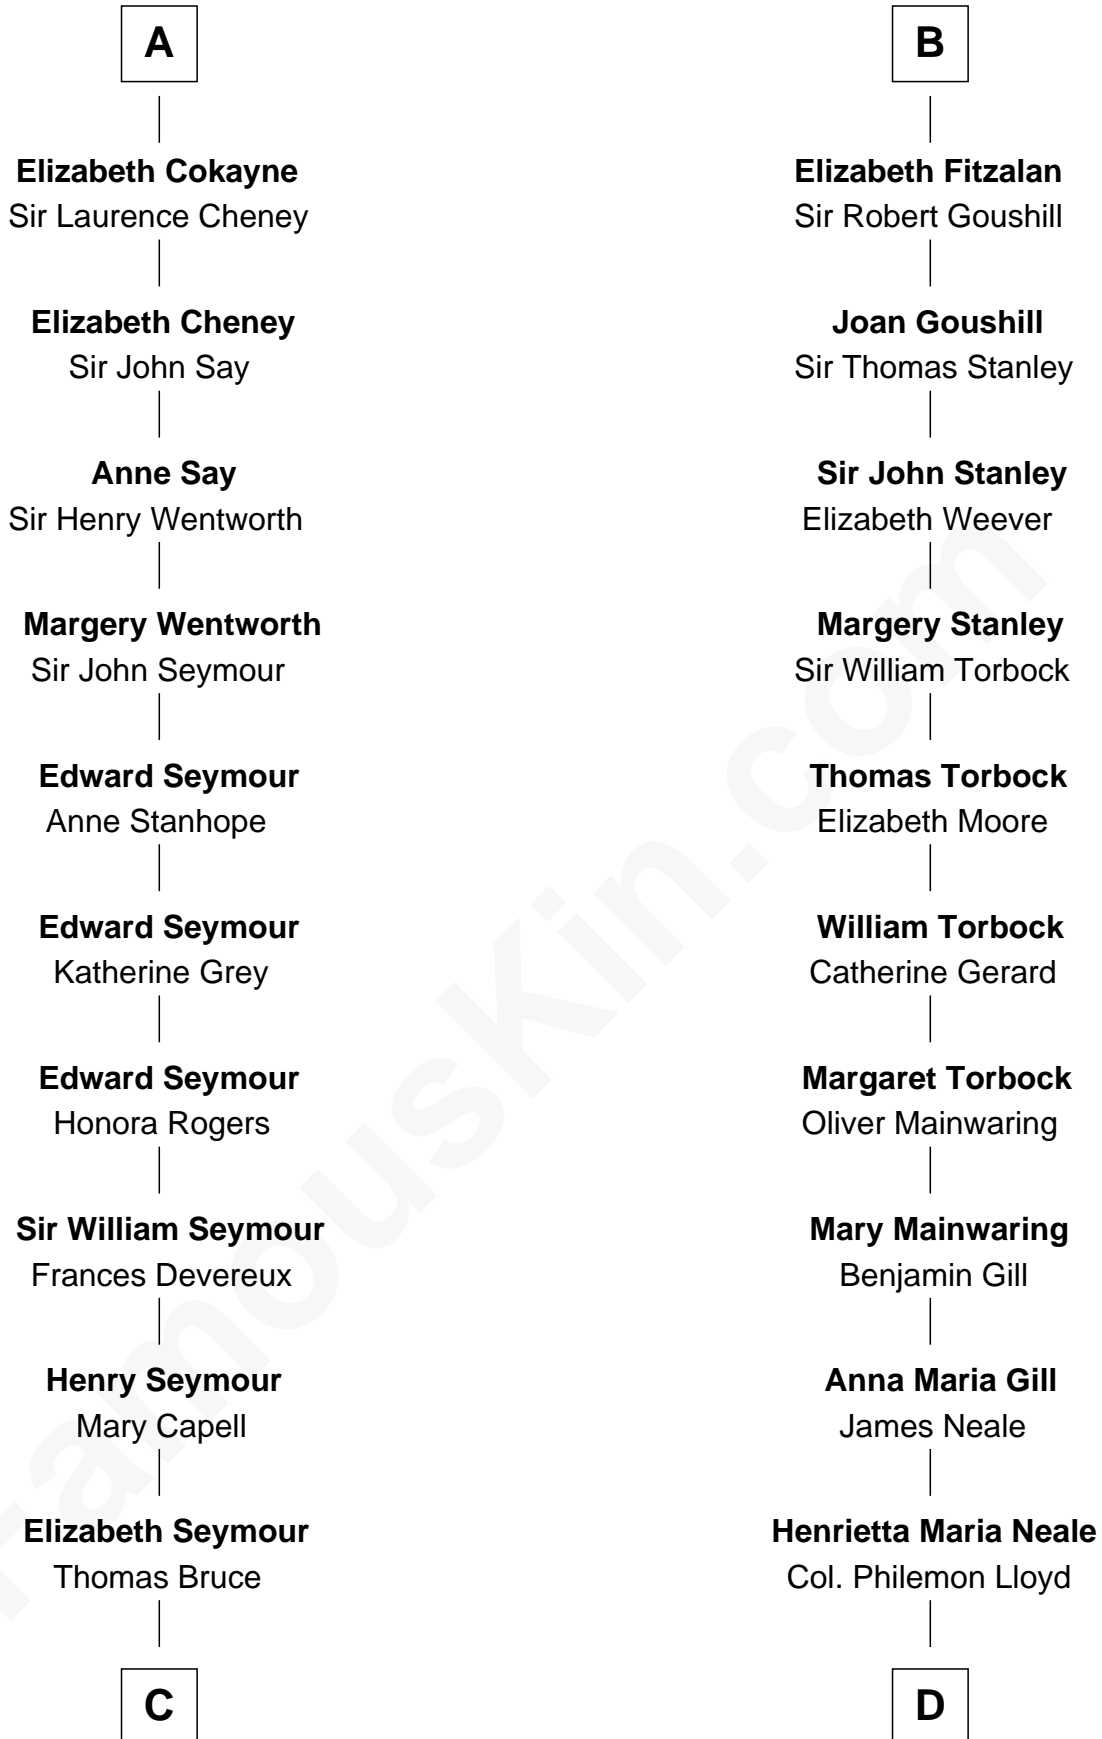 A
Elizabeth Cokayne
Sir Laurence Cheney
Elizabeth Cheney
Sir John Say
Anne Say
Sir Henry Wentworth
Margery Wentworth
Sir John Seymour
Edward Seymour
Anne Stanhope
Edward Seymour
Katherine Grey
Edward Seymour
Honora Rogers
Sir William Seymour
Frances Devereux
Henry Seymour
Mary Capell
Elizabeth Seymour
Thomas Bruce
C
B
Elizabeth Fitzalan
Sir Robert Goushill
Joan Goushill
Sir Thomas Stanley
Sir John Stanley
Elizabeth Weever
Margery Stanley
Sir William Torbock
Thomas Torbock
Elizabeth Moore
William Torbock
Catherine Gerard
Margaret Torbock
Oliver Mainwaring
Mary Mainwaring
Benjamin Gill
Anna Maria Gill
James Neale
Henrietta Maria Neale
Col. Philemon Lloyd
D
FamousKin.com